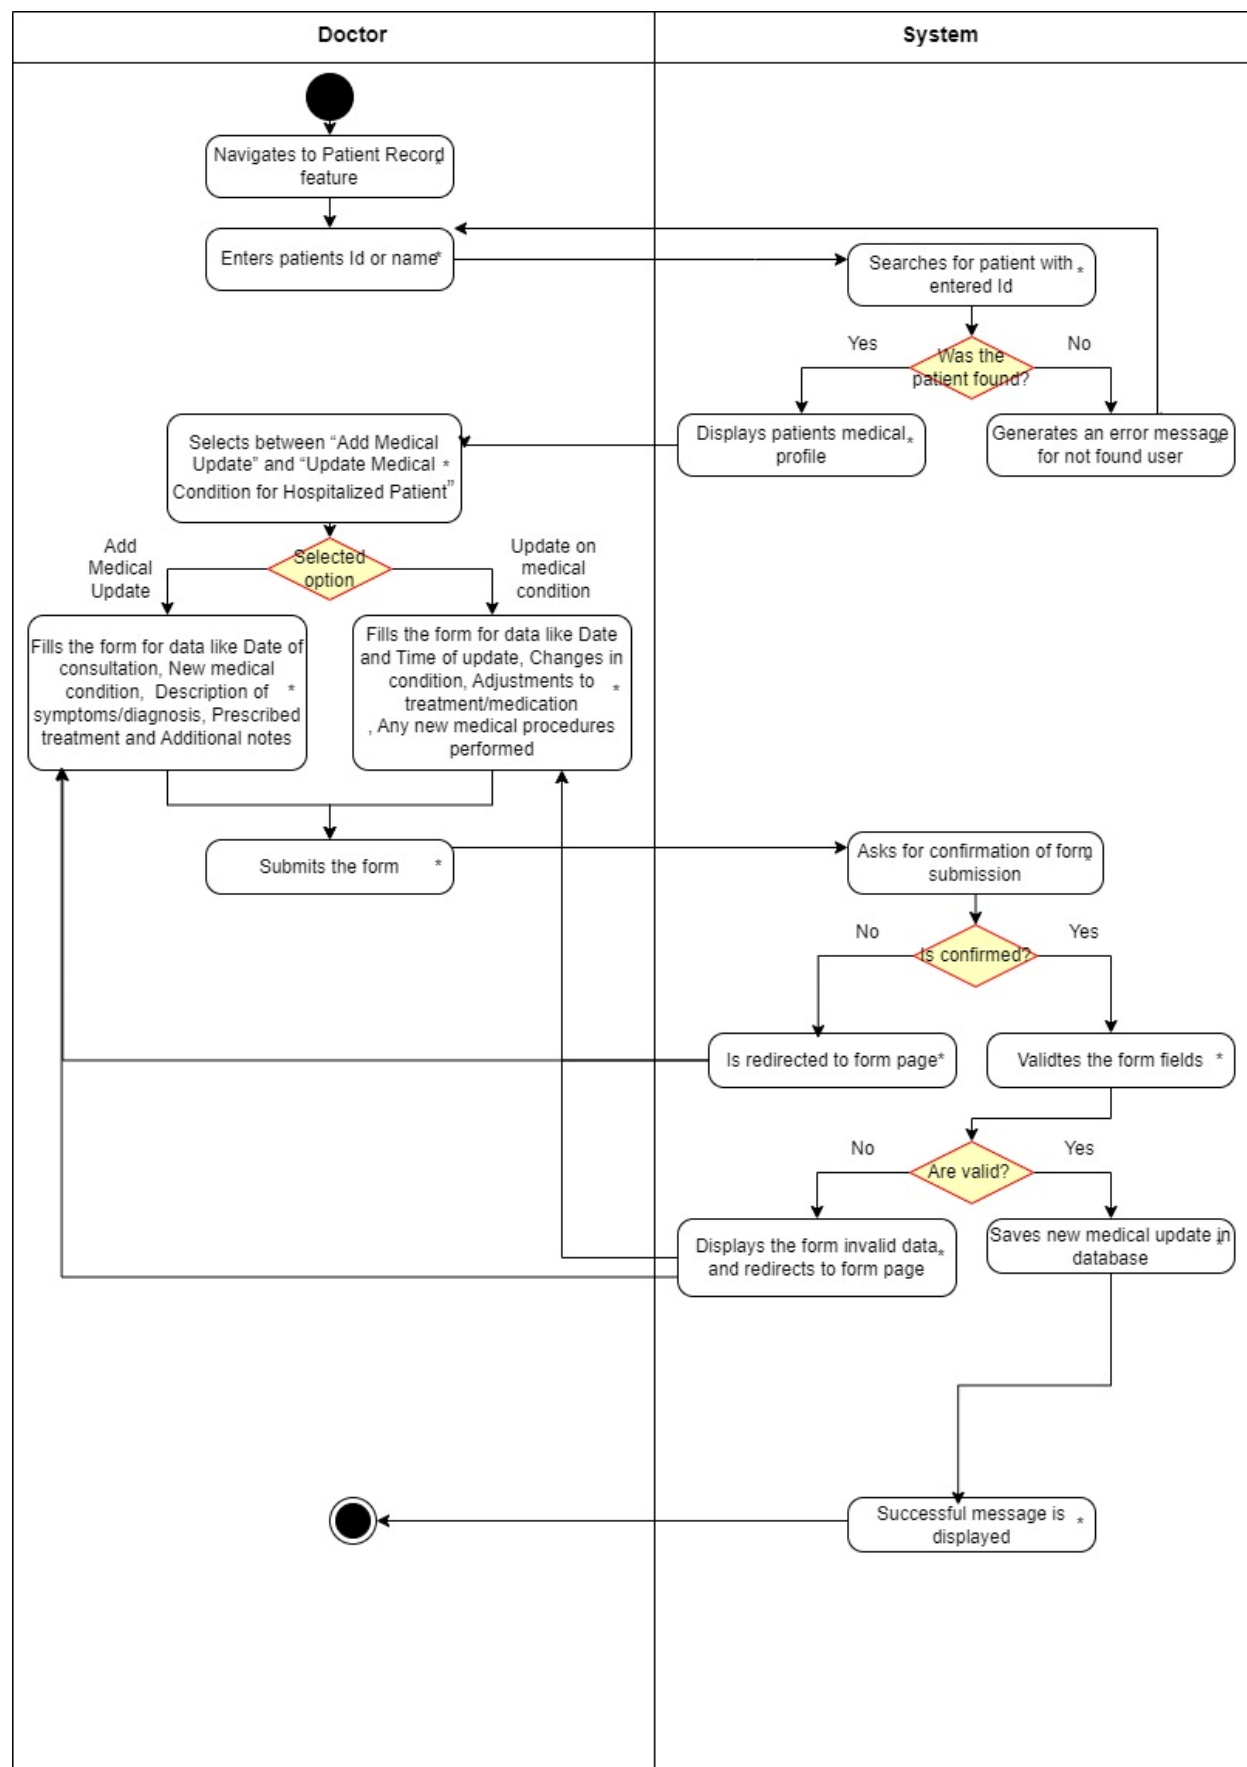 Doctor
System
Navigates to Patient Record *
feature
Enters patients Id or name *
Searches for patient with *
entered Id
Yes
Was the
patient found?
No
Selects between “Add Medical
Update” and “Update Medical *
Condition for Hospitalized Patient”
Displays patients medical *
profile
Generates an error message *
for not found user
Add
Medical
Update
Selected
option
Update on
medical
condition
Fills the form for data like Date of
consultation, New medical
condition, Description of *
symptoms/diagnosis, Prescribed
treatment and Additional notes
Fills the form for data like Date
and Time of update, Changes in
condition, Adjustments to *
treatment/medication
, Any new medical procedures
performed
Submits the form *
Asks for confirmation of form *
submission
No
Is confirmed?
Yes
Is redirected to form page *
Validtes the form fields *
No
Are valid?
Yes
Displays the form invalid data *
and redirects to form page
Saves new medical update in *
database
Successful message is *
displayed